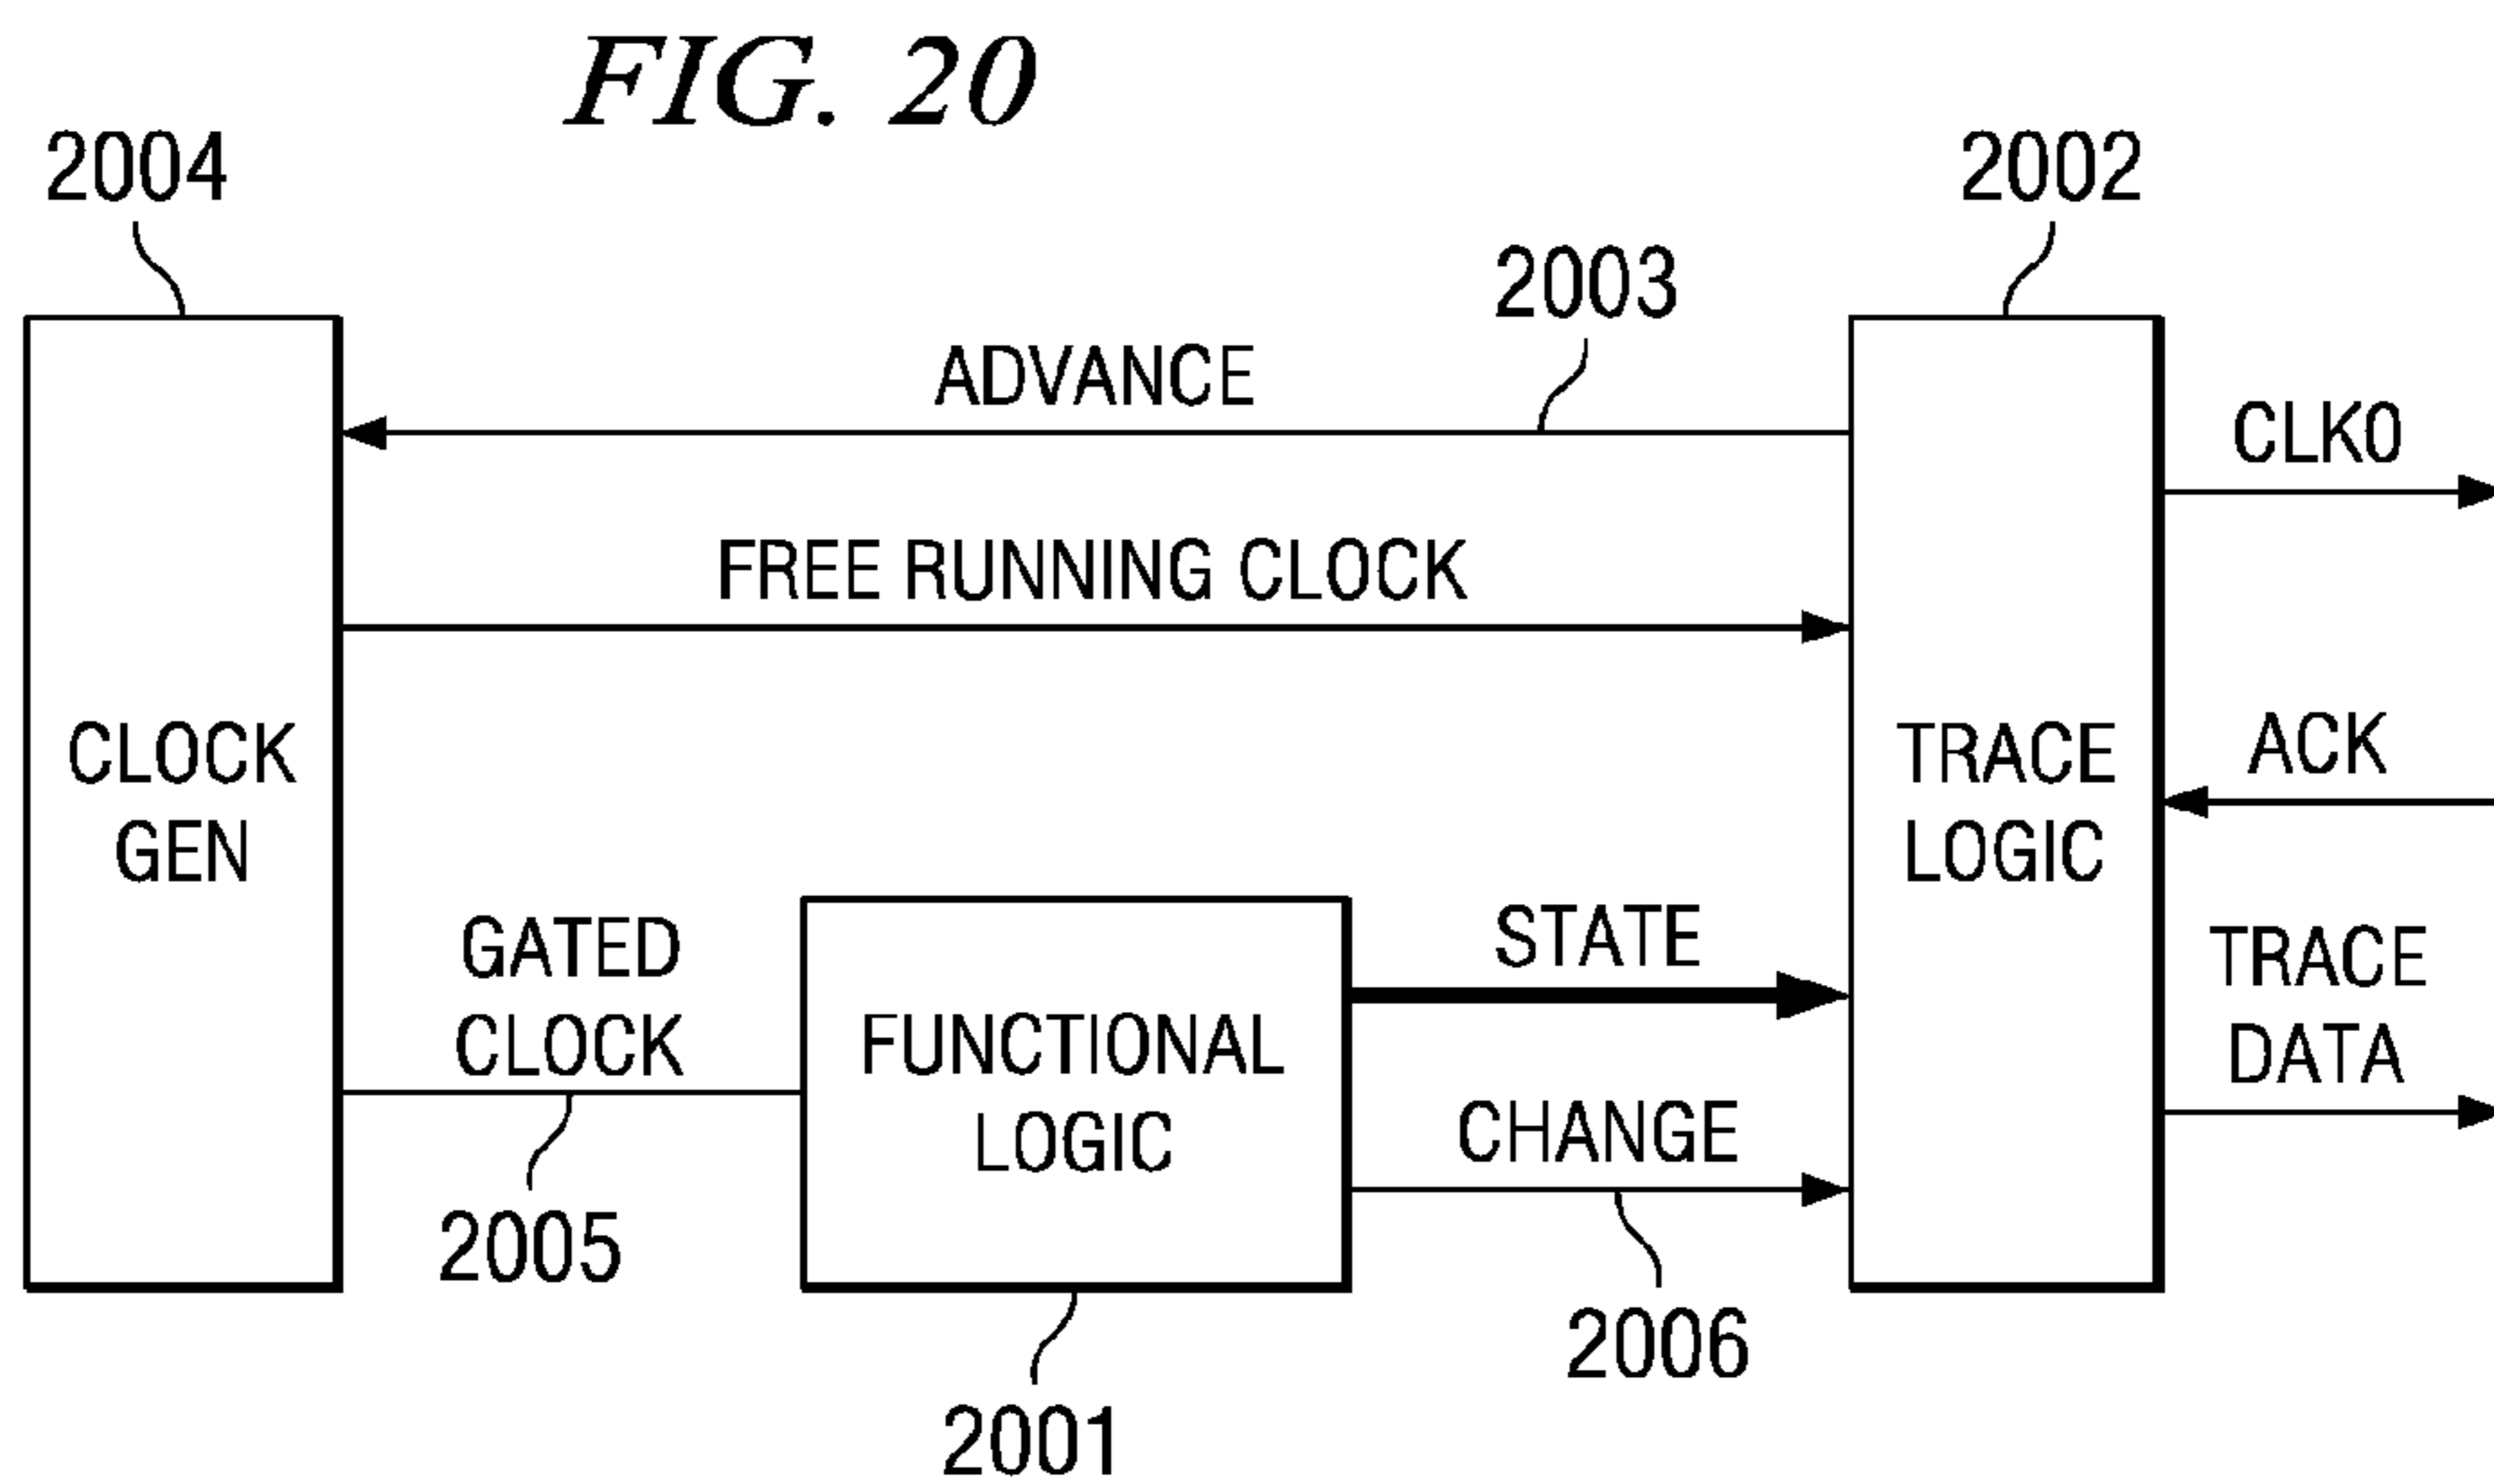 FIG. 20
2004
2002
2003
ADVANCE
CLKO
FREE RUNNING CLOCK
CLOCK
GEN
TRACE
LOGIC
ACK
GATED
CLOCK
FUNCTIONAL
LOGIC
STATE
CHANGE
TRACE
DATA
2005
2006
2001